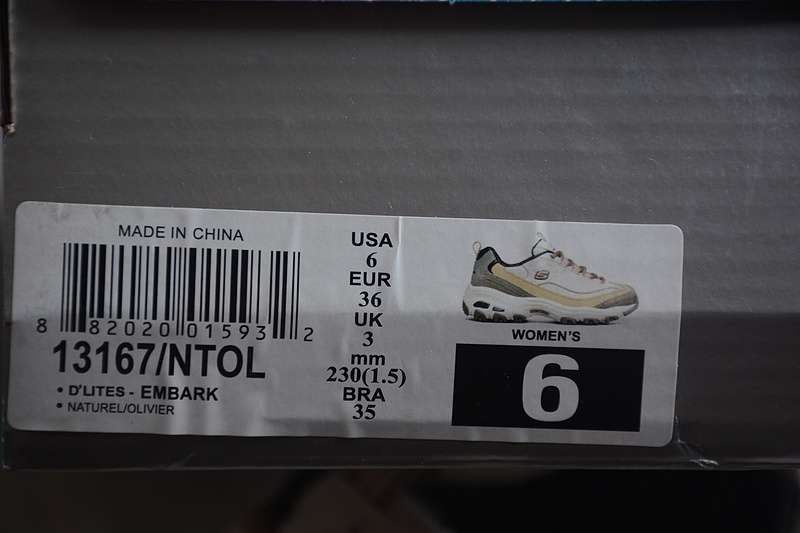 MADE IN CHINA
8 82020 01593 2
13167/NTOL
• D'LITES - EMBARK
• NATUREL/OLIVIER
USA
6
EUR
36
UK
3
mm
230(1.5)
BRA
35
WOMEN'S
6